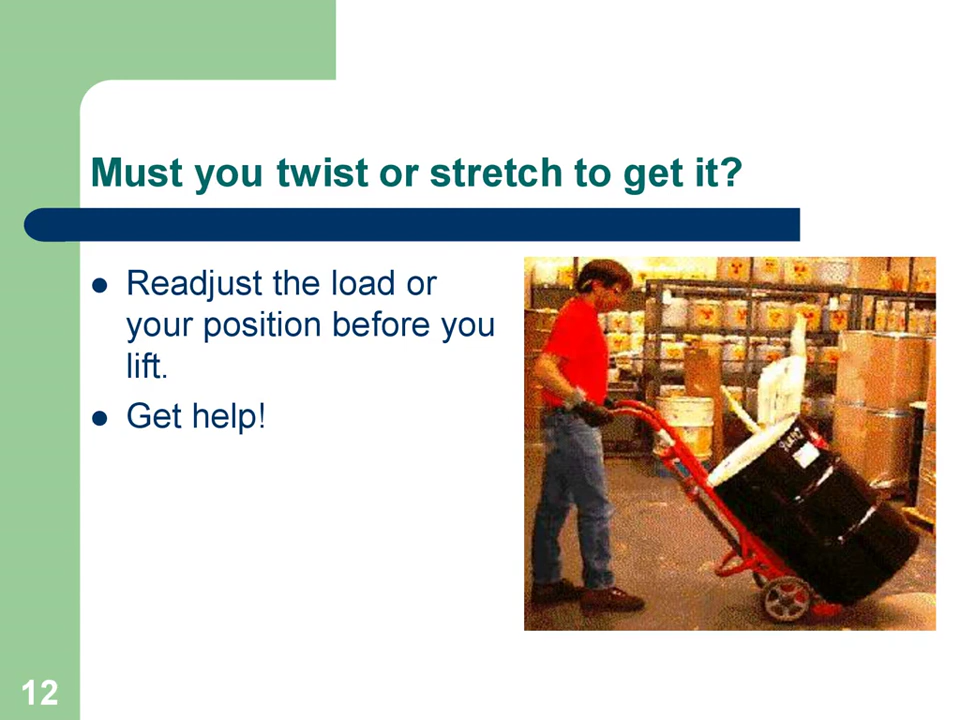 Must you twist or stretch to get it?
Readjust the load or
your position before you
lift.
Get help!
12